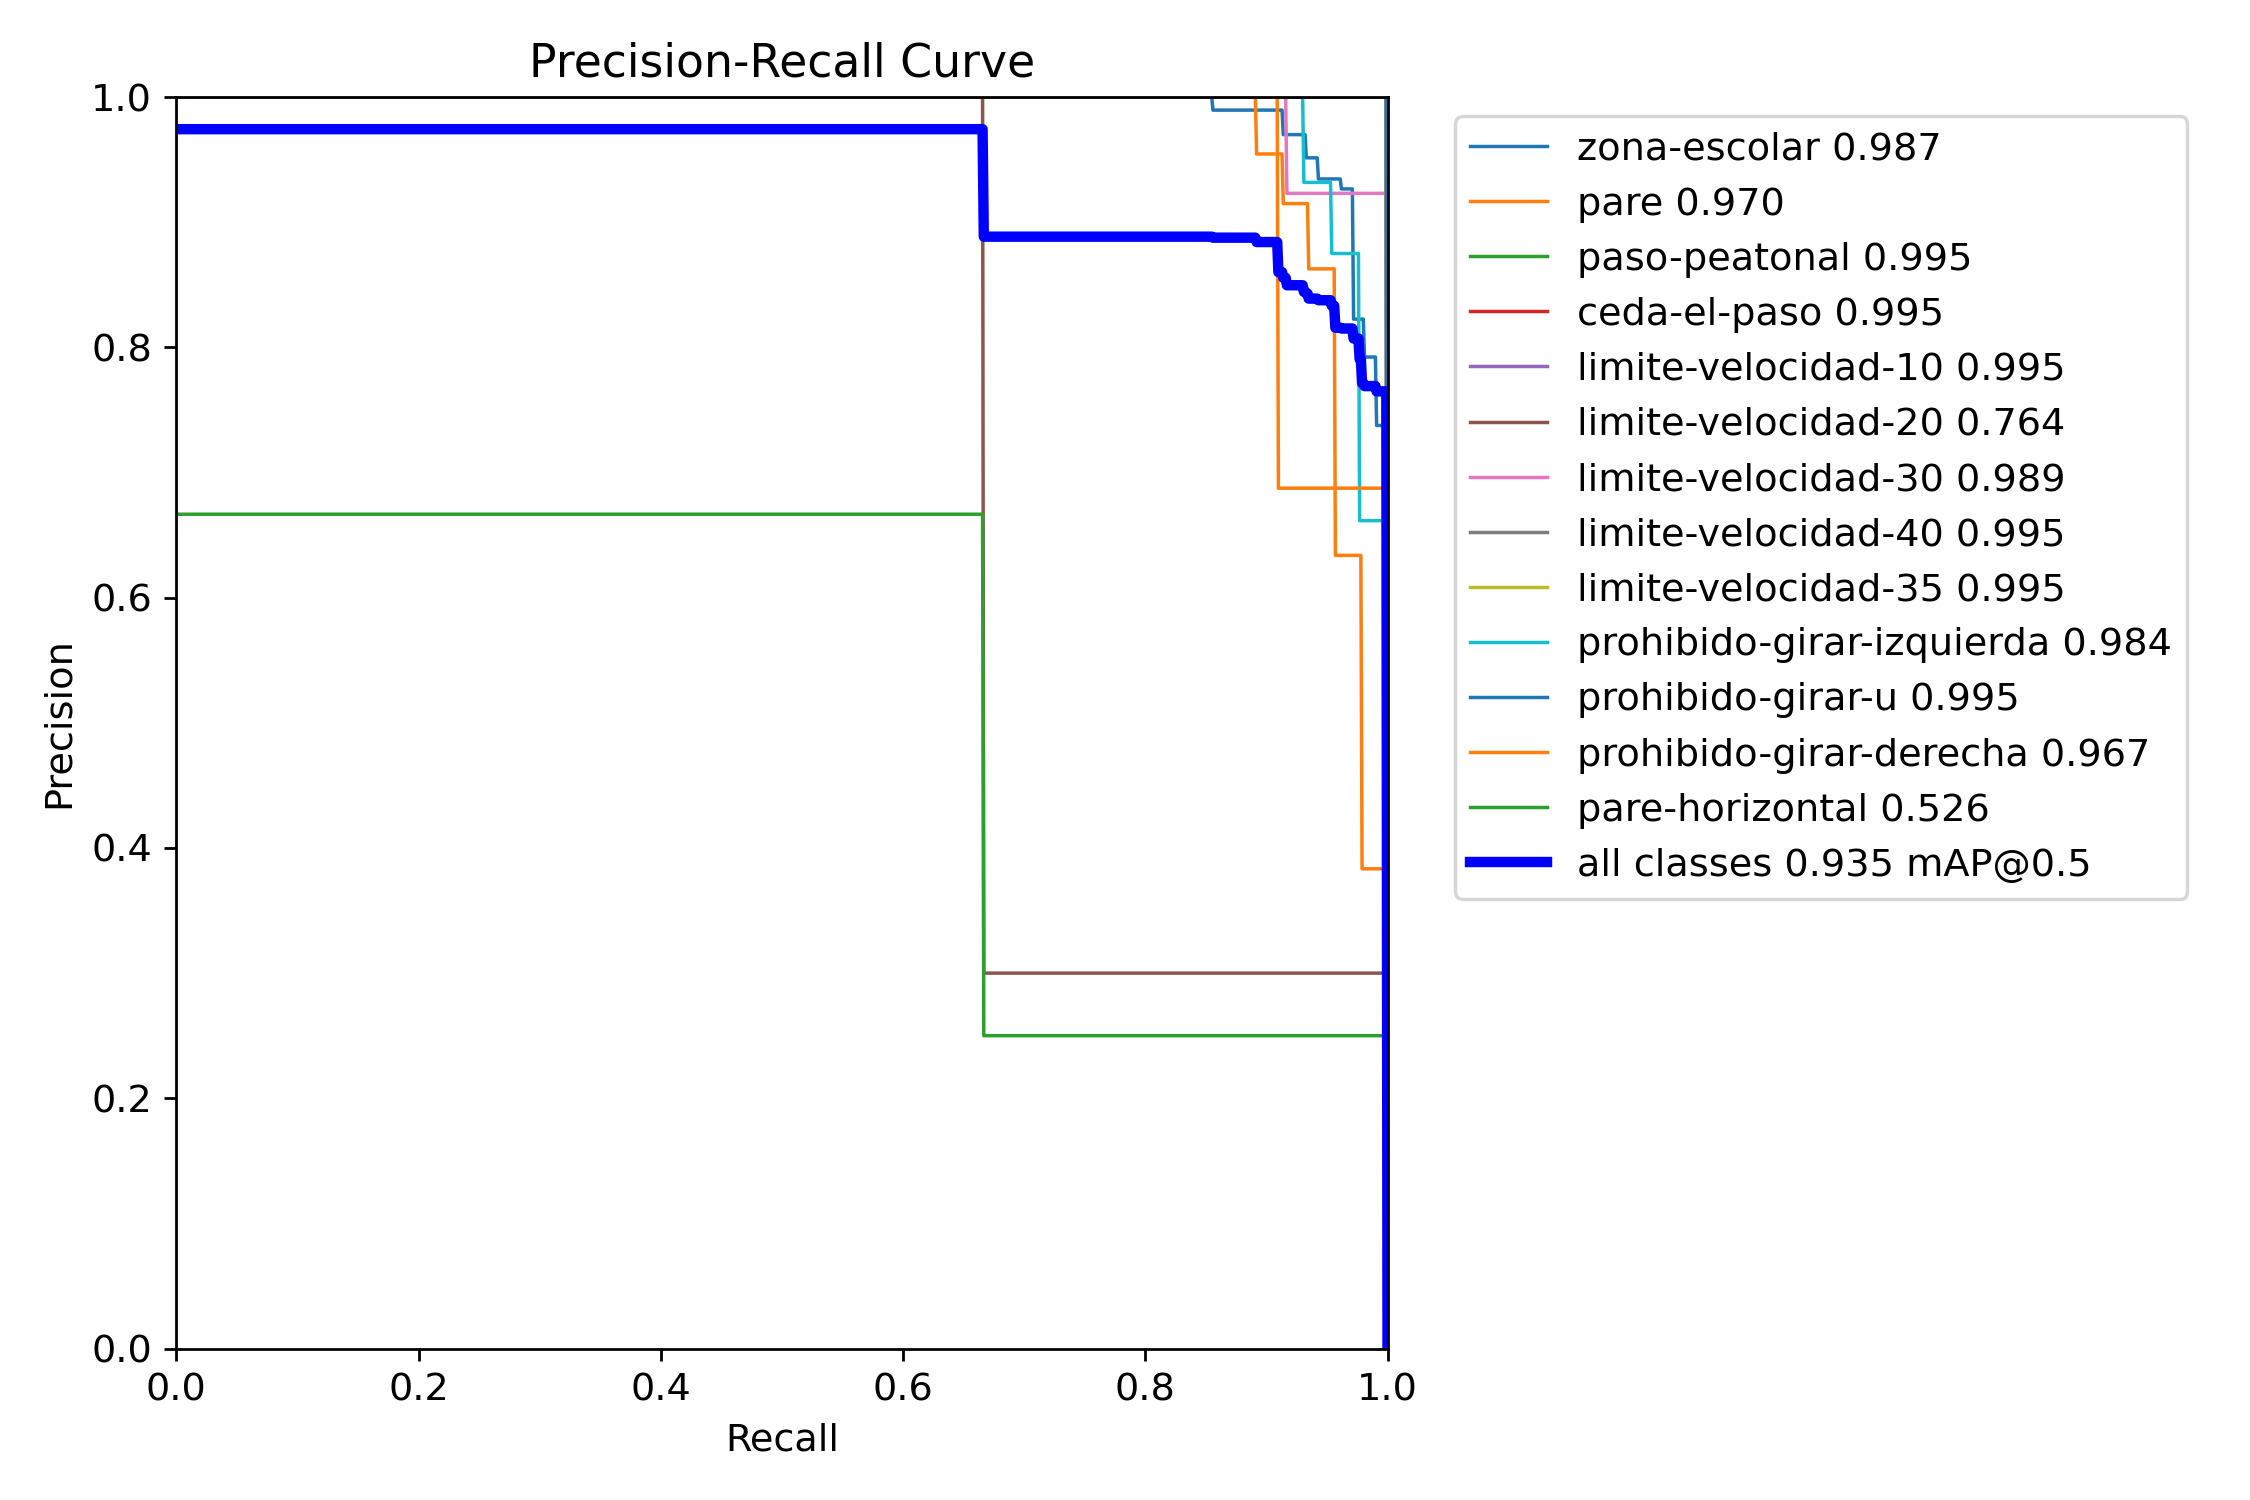 Precision-Recall Curve
1.0
0.8
0.6
0.4
0.2
0.0
Precision
0.0 0.2 0.4 0.6 0.8 1.0
Recall
zona-escolar 0.987
pare 0.970
paso-peatonal 0.995
ceda-el-paso 0.995
limite-velocidad-10 0.995
limite-velocidad-20 0.764
limite-velocidad-30 0.989
limite-velocidad-40 0.995
limite-velocidad-35 0.995
prohibido-girar-izquierda 0.984
prohibido-girar-u 0.995
prohibido-girar-derecha 0.967
pare-horizontal 0.526
all classes 0.935 mAP@0.5